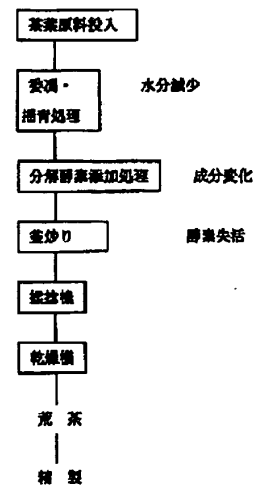 茶葉原料投入
萎凋・ 水分減少
揺青処理
分解酵素添加処理 成分変化
釜炒り 酵素失活
揉捻機
乾燥機
荒 茶
精 製